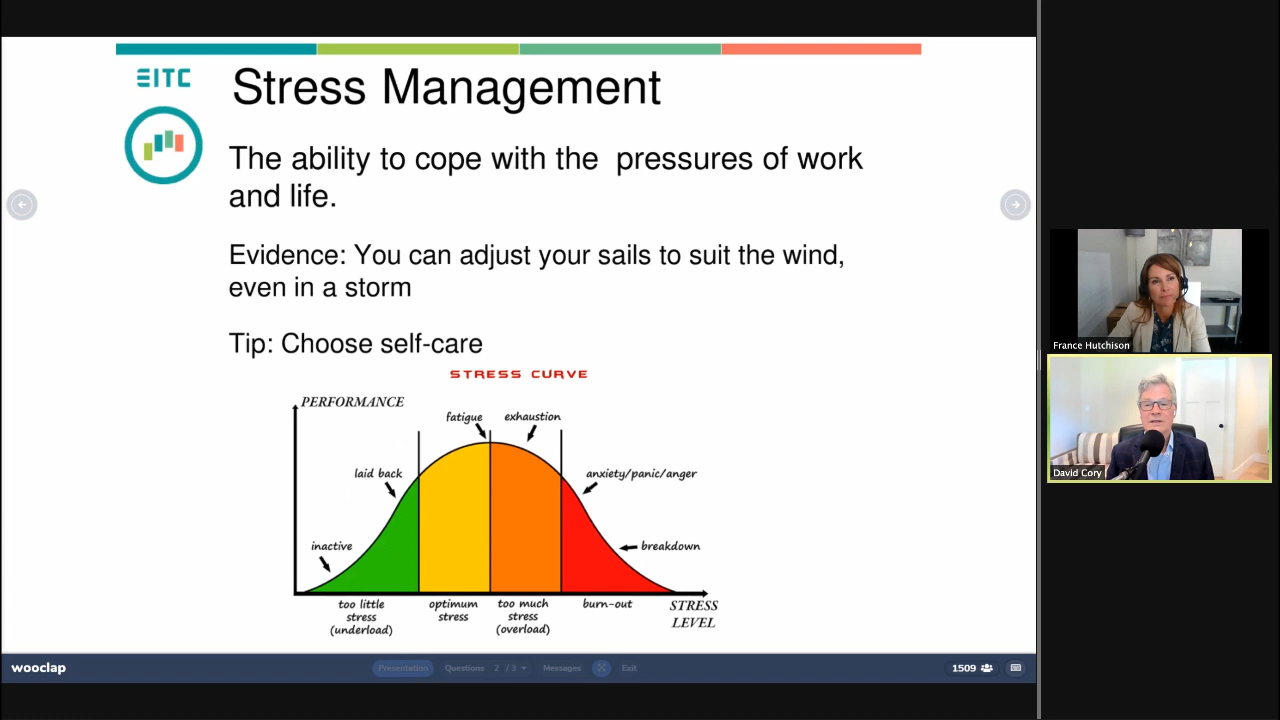 EITC
Stress Management
The ability to cope with the pressures of work
and life.
Evidence: You can adjust your sails to suit the wind,
even in a storm
Tip: Choose self-care
STRESS CURVE
PERFORMANCE
fatigue
exhaustion
laid back
anxiety/panic/anger
inactive
breakdown
too little
stress
(underload)
optimum
stress
too much
stress
(overload)
burn-out
STRESS
LEVEL
wooclap
Presentation Questions 2 / 3 Messages Exit
1509
France Hutchison
David Cory